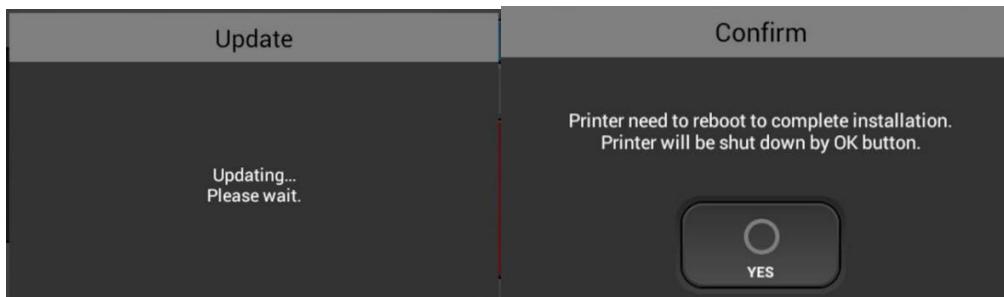 Update
Updating...
Please wait.
Confirm
Printer need to reboot to complete installation.
Printer will be shut down by OK button.
YES